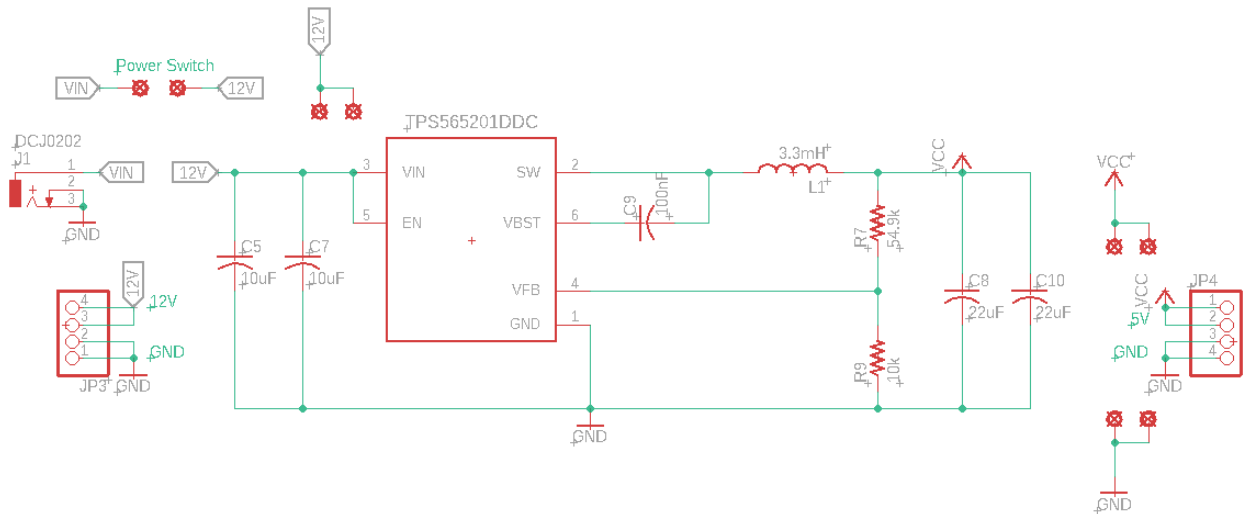 12V
Power Switch
VIN
12V
DCJ0202
J1
1
2
3
VIN
GND
12V
TPS565201DDC
3
VIN
5
EN
SW
2
VBST
6
VFB
4
GND
1
C5
10uF
C7
10uF
C9
100nF
3.3mH
L1
R7
54.9k
R9
10k
VCC
C8
22uF
C10
22uF
GND
12V
4
3
2
1
12V
GND
JP3
GND
VCC
VCC
5V
GND
JP4
1
2
3
4
GND
GND